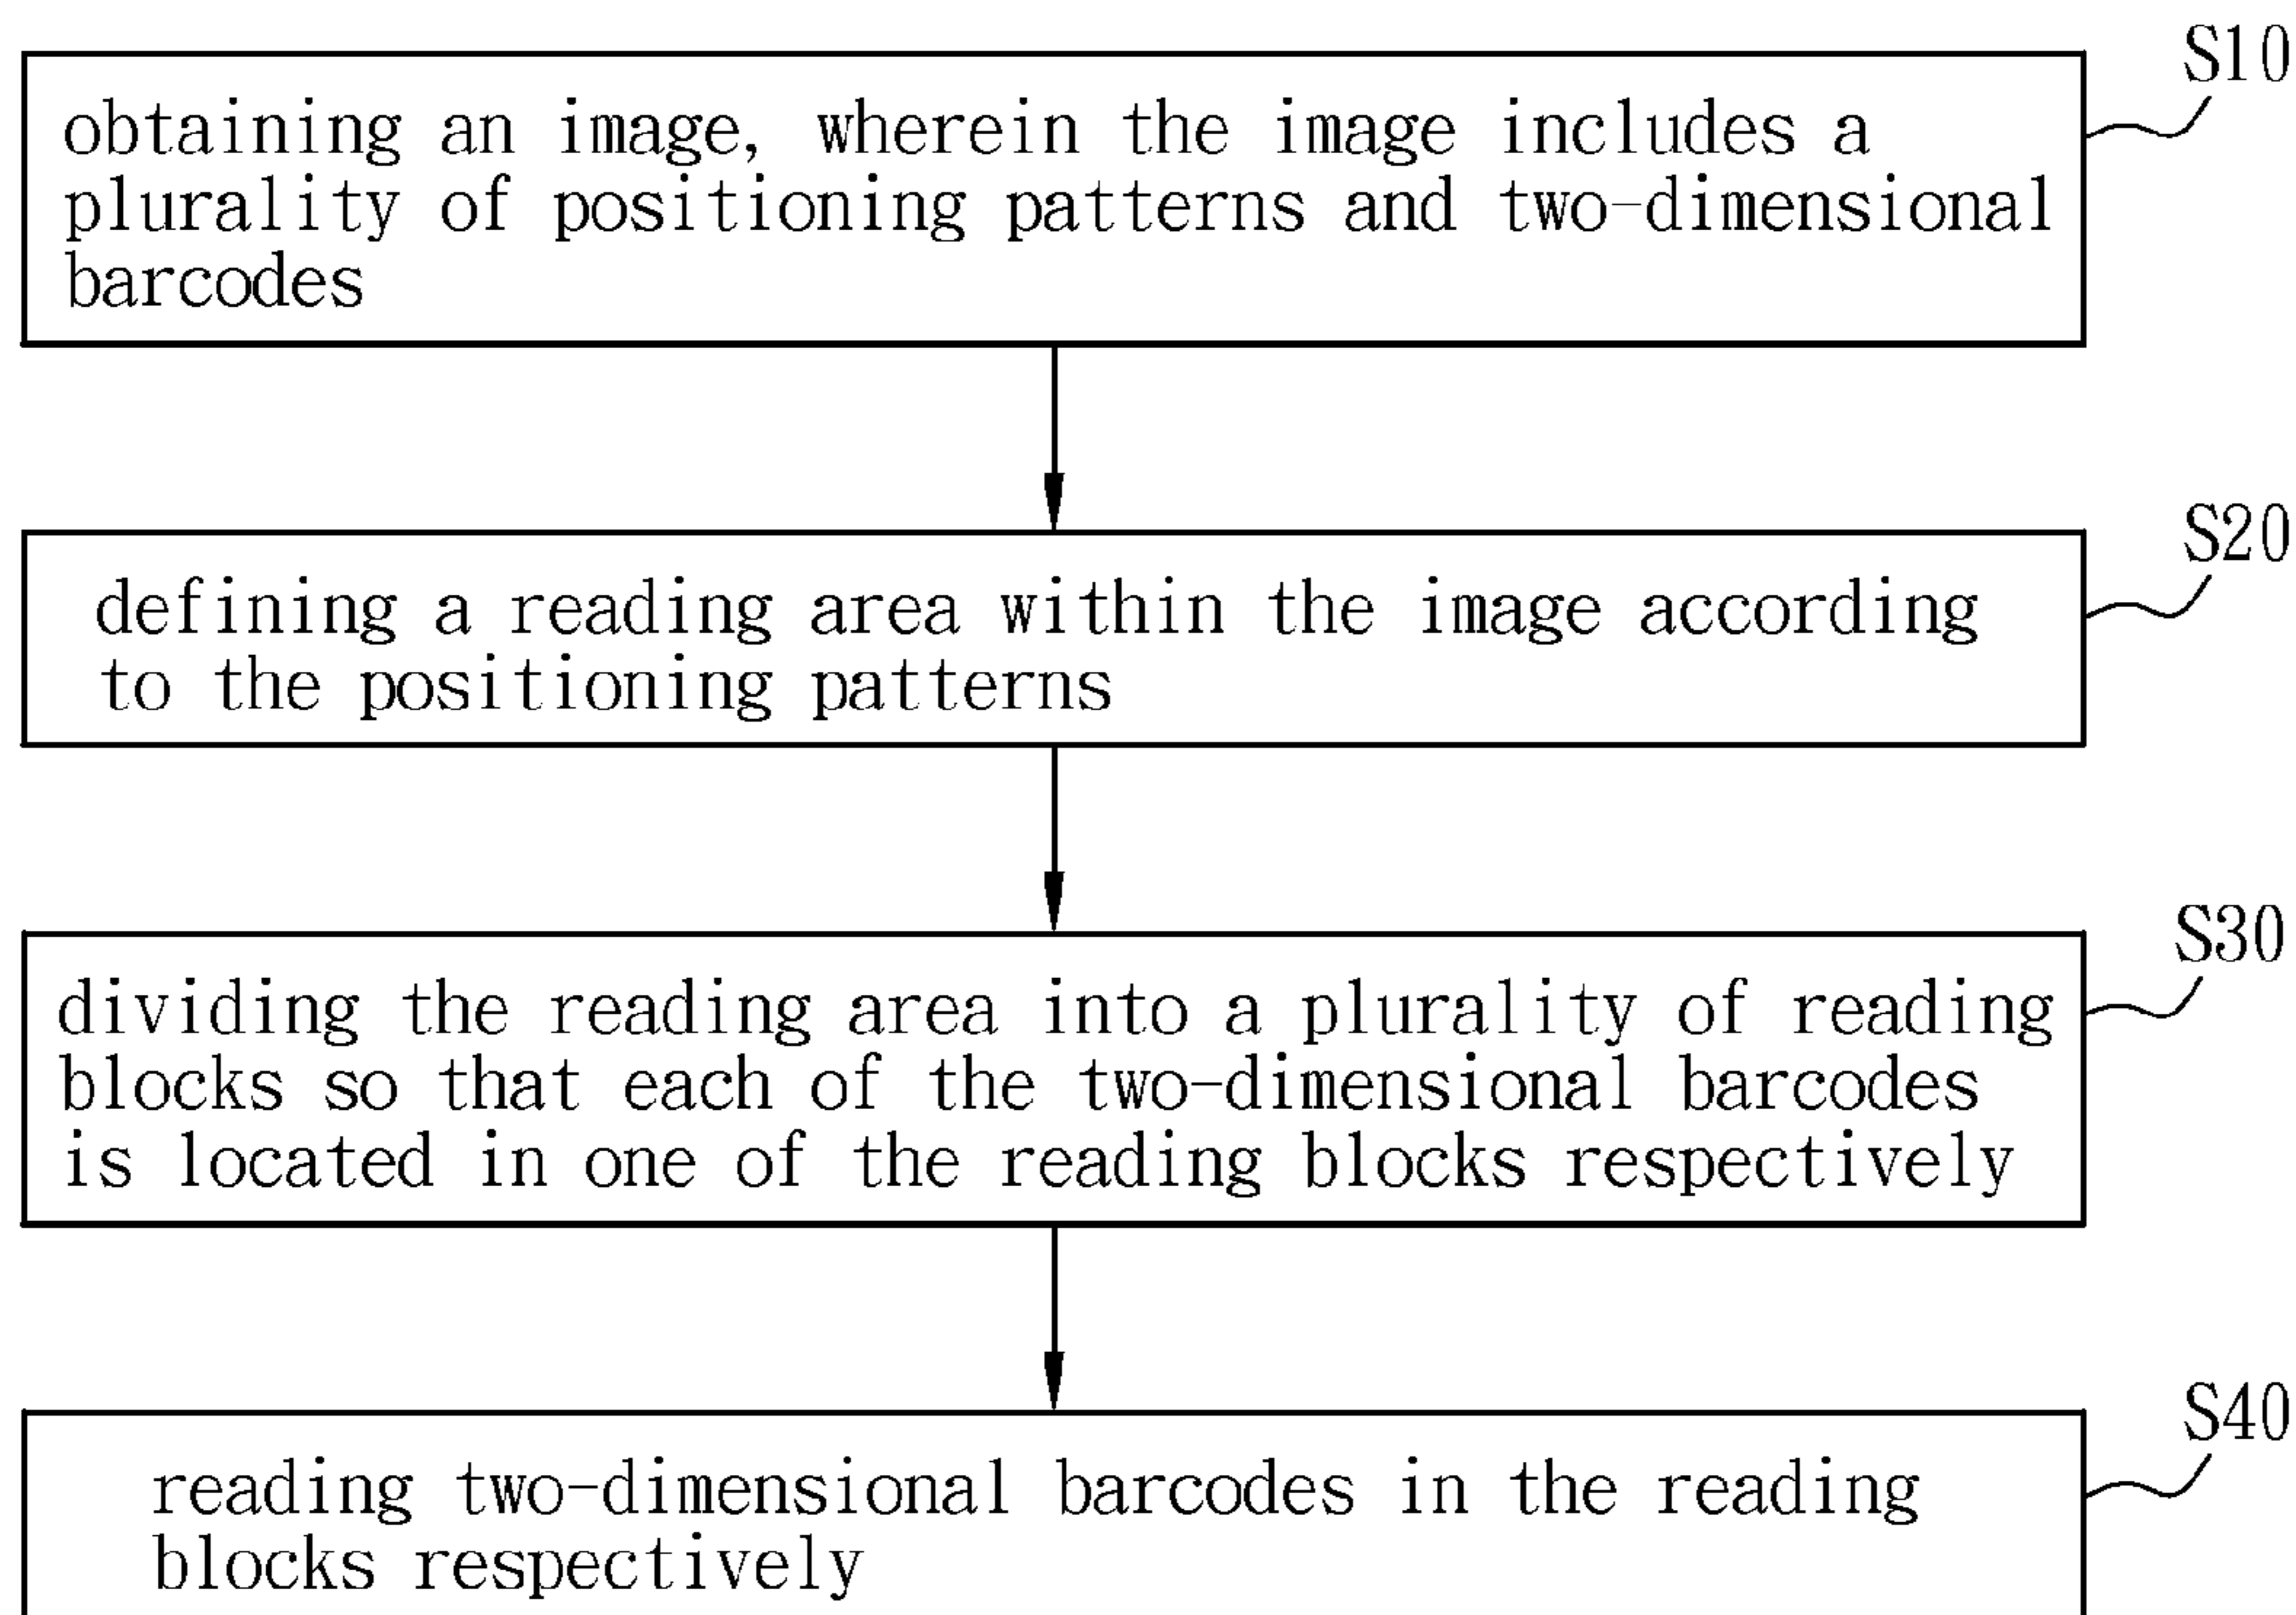 S10
obtaining an image, wherein the image includes a
plurality of positioning patterns and two-dimensional
barcodes
S20
defining a reading area within the image according
to the positioning patterns
S30
dividing the reading area into a plurality of reading
blocks so that each of the two-dimensional barcodes
is located in one of the reading blocks respectively
S40
reading two-dimensional barcodes in the reading
blocks respectively